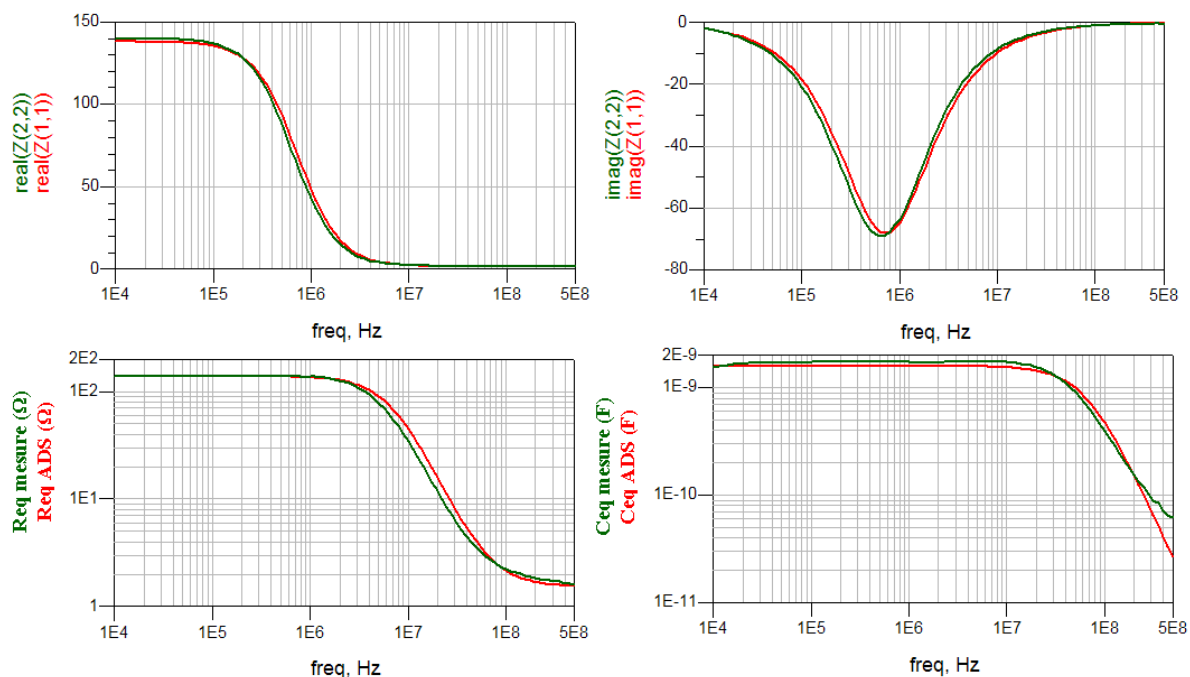 real(Z(2,2))
real(Z(1,1))
150
100
50
0
1E4 1E5 1E6 1E7 1E8 5E8
freq, Hz
imag(Z(2,2))
imag(Z(1,1))
0
-20
-40
-60
-80
1E4 1E5 1E6 1E7 1E8 5E8
freq, Hz
Req mesure (Ω)
Req ADS (Ω)
2E2
1E2
1E1
1
1E4 1E5 1E6 1E7 1E8 5E8
freq, Hz
Ceq mesure (F)
Ceq ADS (F)
2E-9
1E-9
1E-10
1E-11
1E4 1E5 1E6 1E7 1E8 5E8
freq, Hz